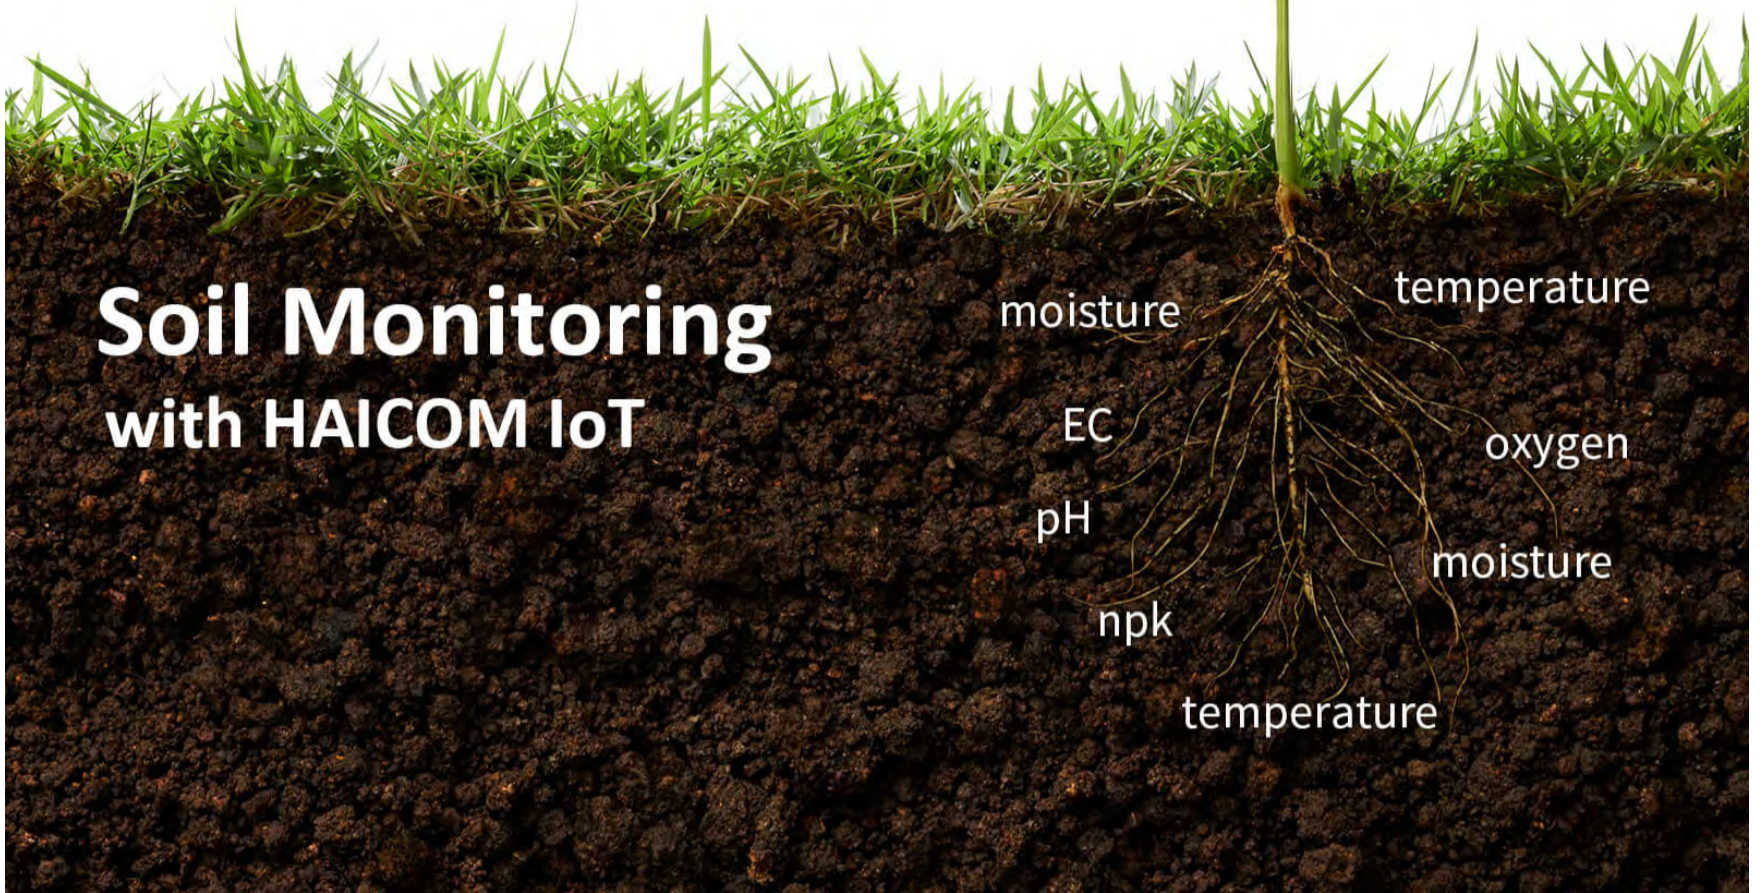 Soil Monitoring
with HAICOM IoT
temperature
moisture
EC
oxygen
pH
moisture
npk
temperature